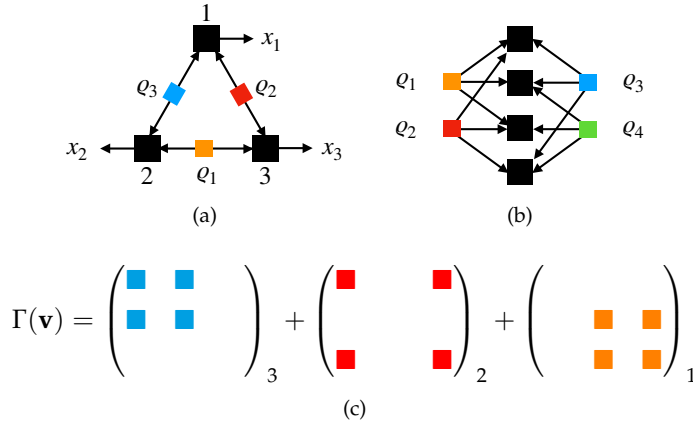 1
x₁
ϱ₃
ϱ₂
x₂
x₃
2
ϱ₁
3
(a)
ϱ₁
ϱ₃
ϱ₂
ϱ₄
(b)
Γ(v) = ( )₃ + ( )₂ + ( )₁
(c)